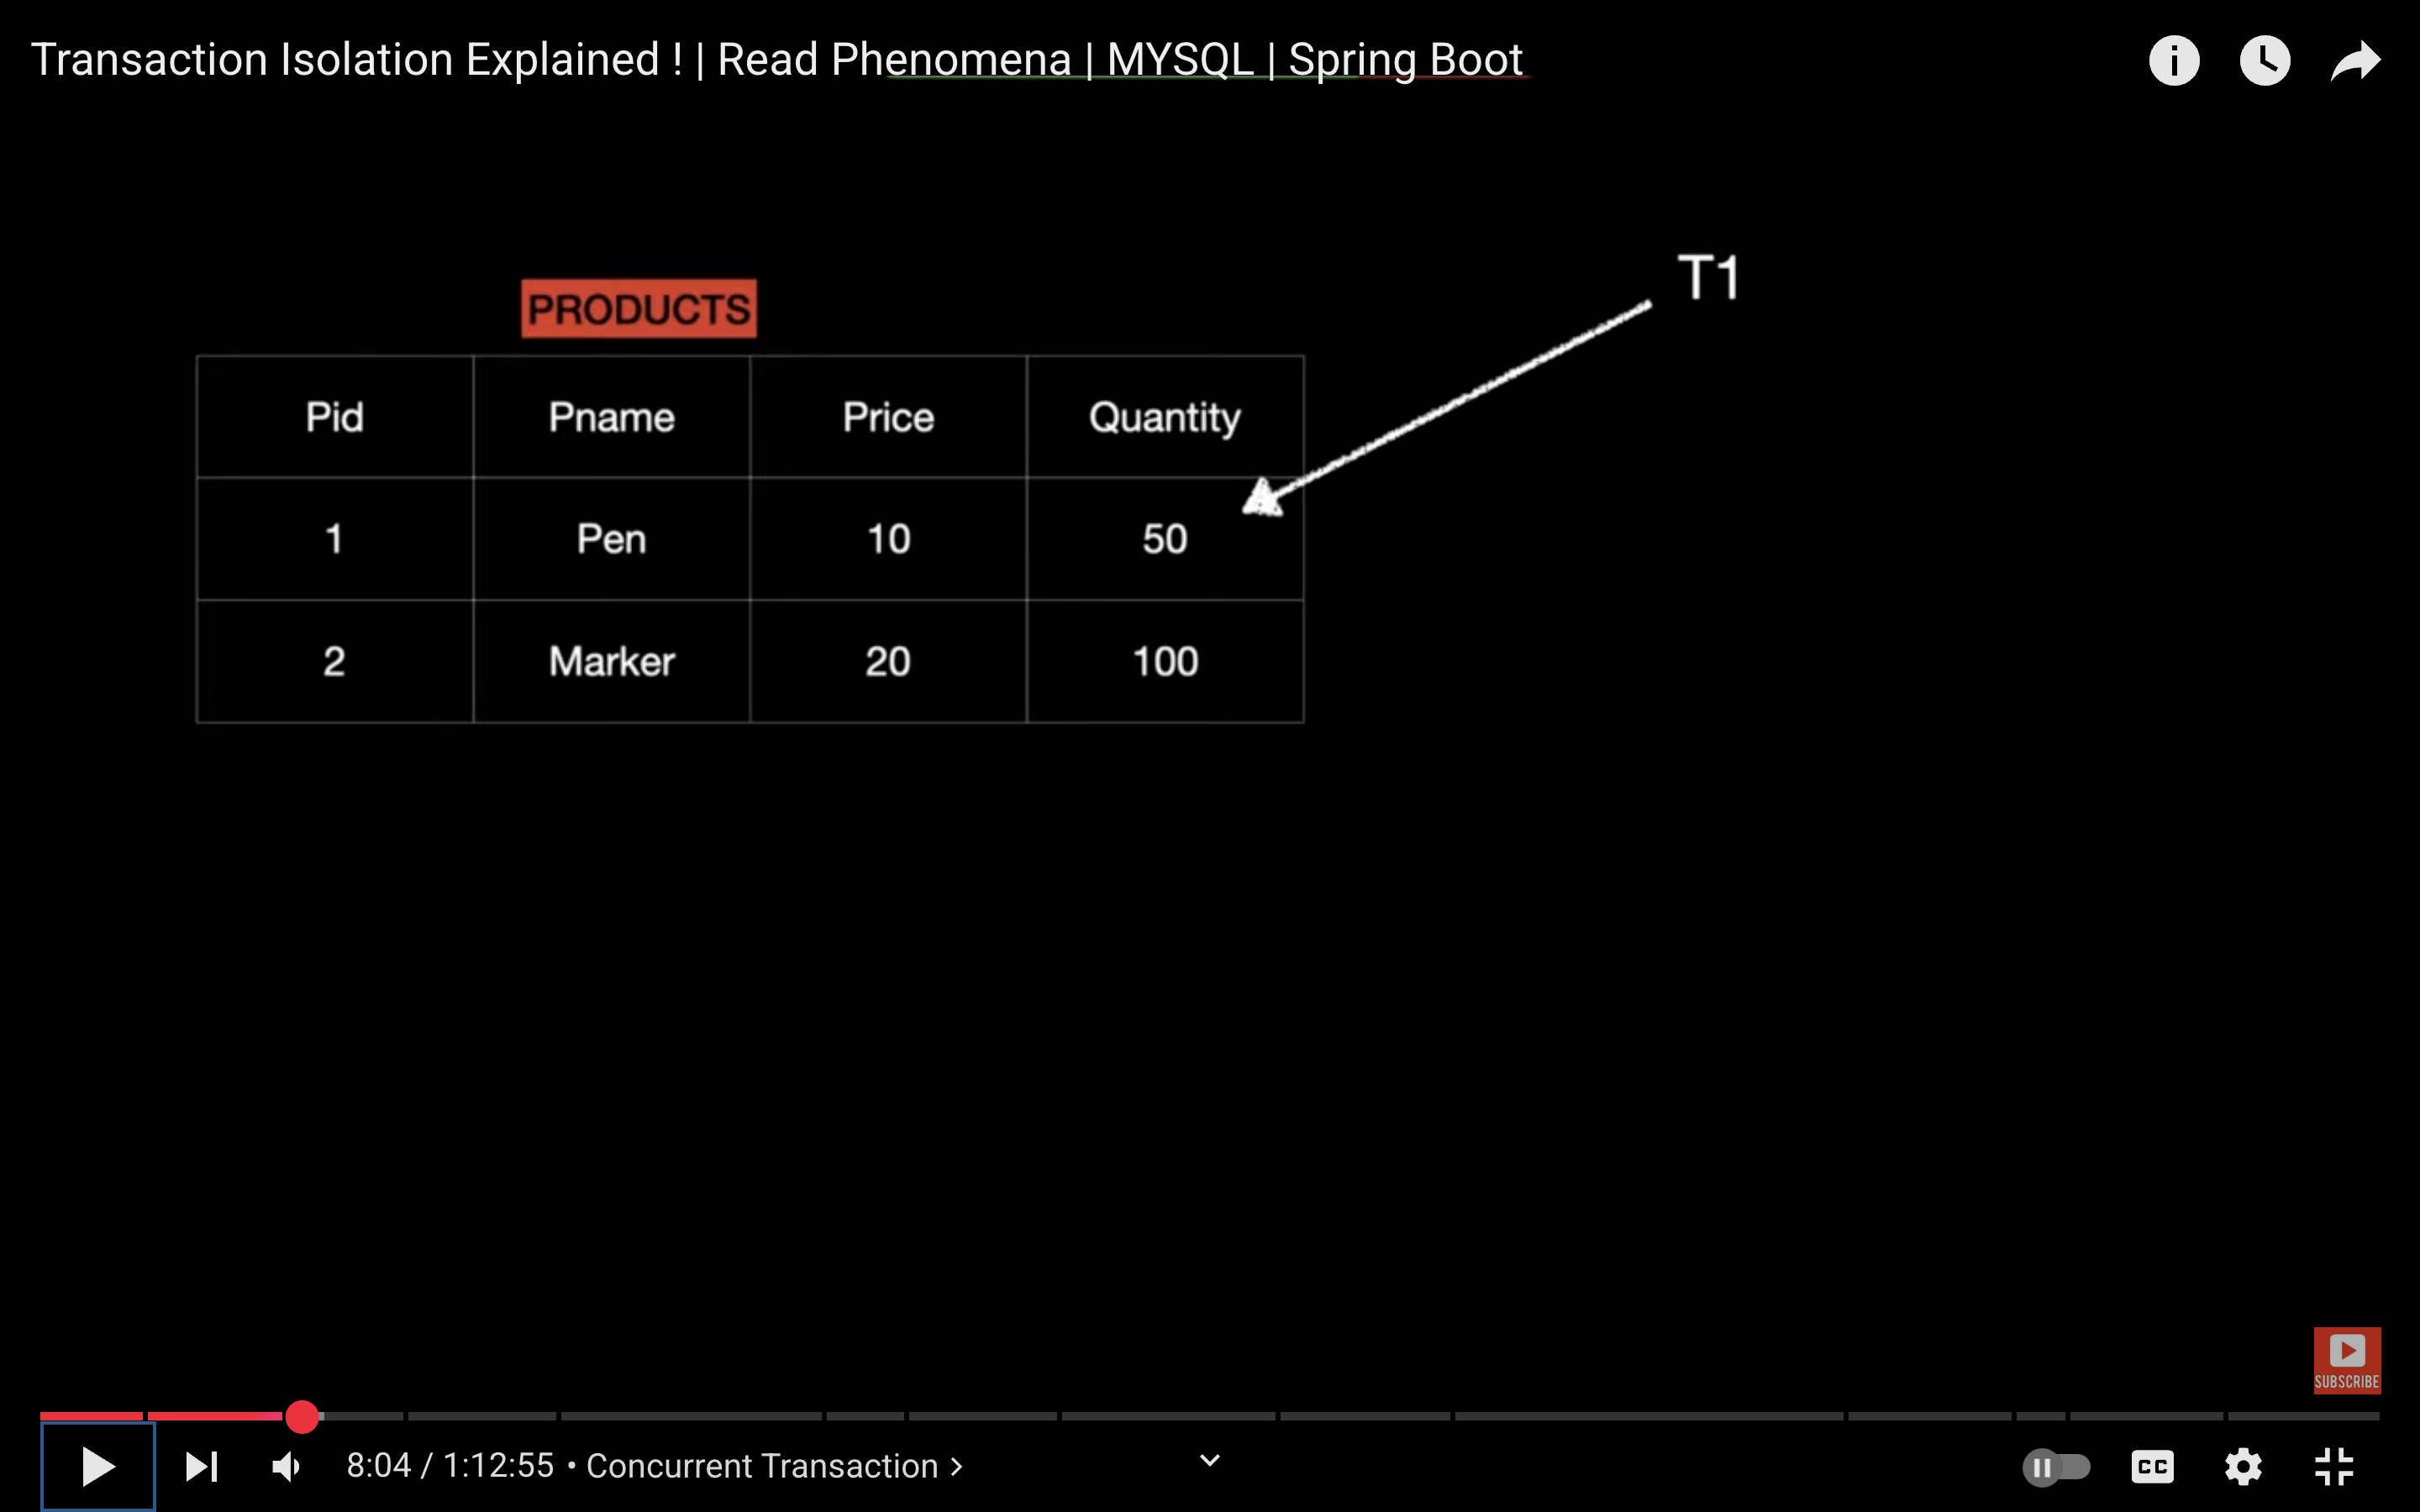 Transaction Isolation Explained ! | Read Phenomena | MYSQL | Spring Boot
T1
PRODUCTS
Pid Pname Price Quantity
1 Pen 10 50
2 Marker 20 100
SUBSCRIBE
8:04 / 1:12:55 • Concurrent Transaction >
CC